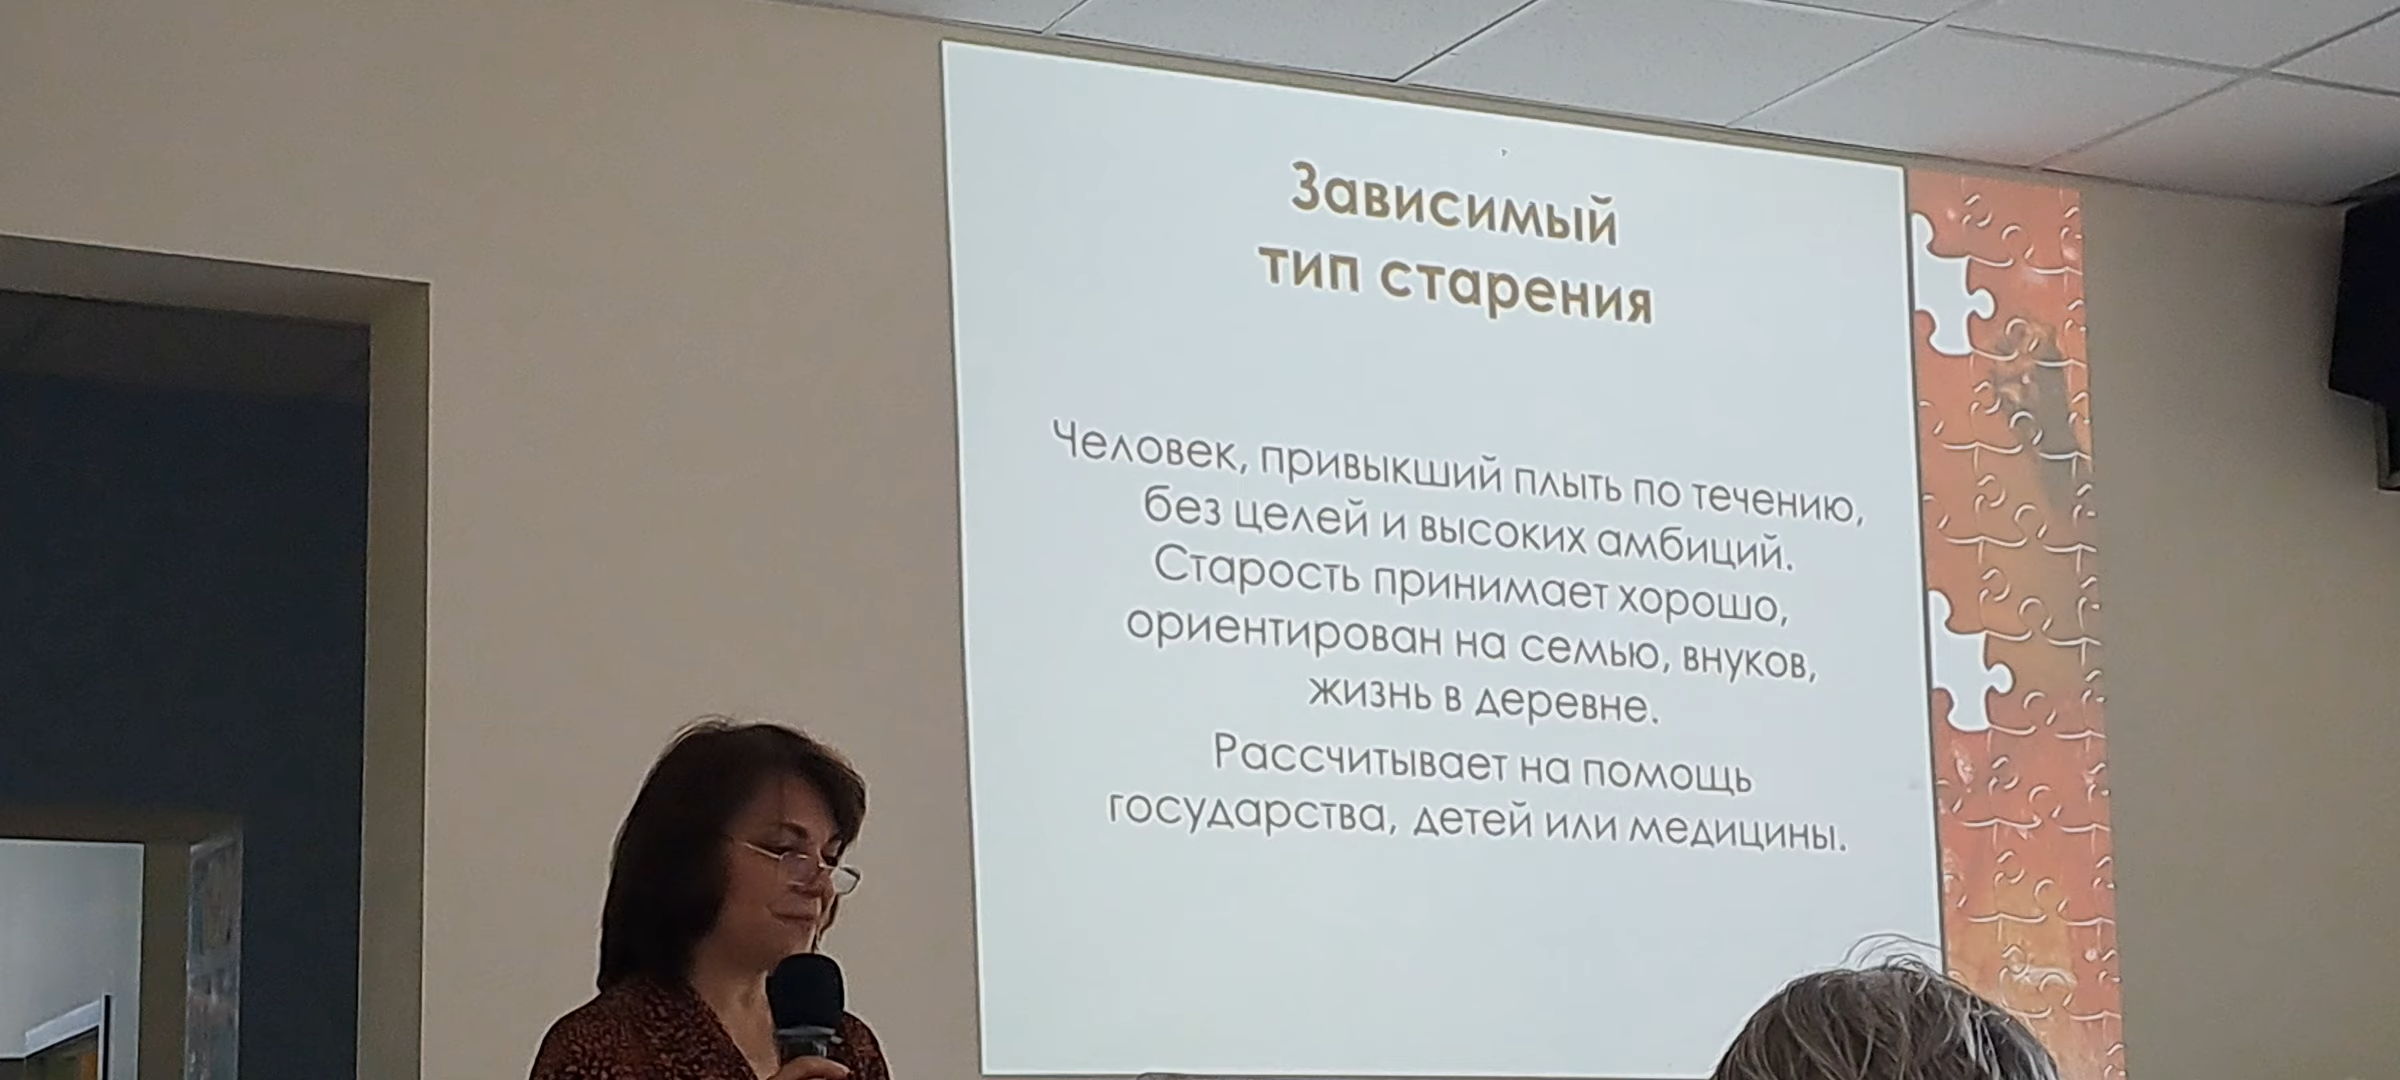 Зависимый
тип старения
Человек, привыкший плыть по течению,
без целей и высоких амбиций.
Старость принимает хорошо,
ориентирован на семью, внуков,
жизнь в деревне.
Рассчитывает на помощь
государства, детей или медицины.